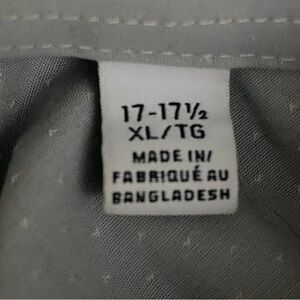 17-17½
XL/TG
MADE IN/
FABRIQUÉ AU
BANGLADESH